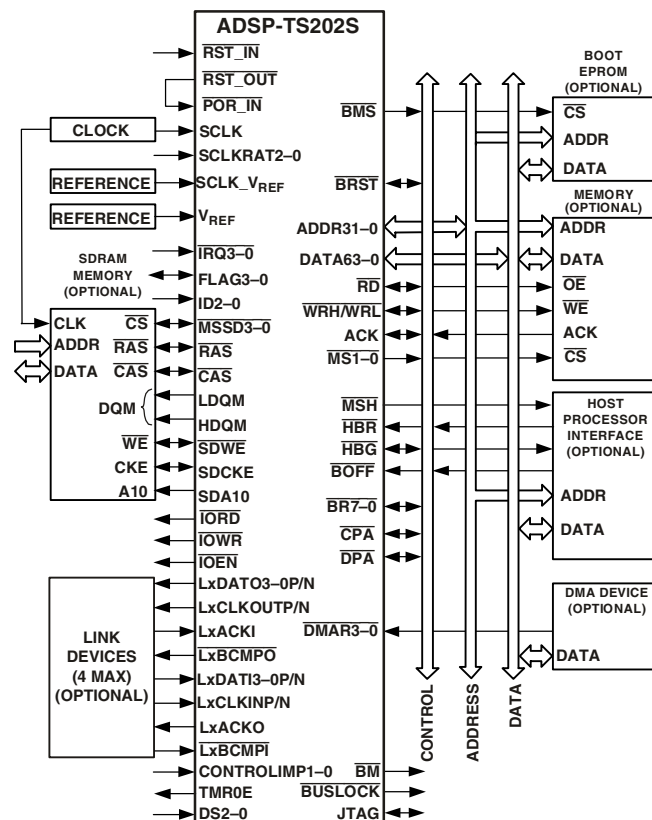 ADSP-TS202S
RST_IN
RST_OUT
POR_IN
CLOCK
SCLK
SCLKRAT2–0
REFERENCE
SCLK_VREF
REFERENCE
VREF
IRQ3–0
SDRAM
MEMORY
(OPTIONAL)
FLAG3–0
ID2–0
CLK
CS
MSSD3–0
ADDR
RAS
RAS
DATA
CAS
CAS
DQM
LDQM
HDQM
WE
SDWE
CKE
SDCKE
A10
SDA10
IORD
IOWR
IOEN
LINK
DEVICES
(4 MAX)
(OPTIONAL)
LxDATO3–0P/N
LxCLKOUTP/N
LxACKI
LxBCMPO
LxDATI3–0P/N
LxCLKINP/N
LxACKO
LxBCMPI
CONTROLIMP1–0
TMR0E
DS2–0
BMS
BRST
ADDR31–0
DATA63–0
RD
WRH/WRL
ACK
MS1–0
MSH
HBR
HBG
BOFF
BR7–0
CPA
DPA
DMAR3–0
BM
BUSLOCK
JTAG
CONTROL
ADDRESS
DATA
BOOT
EPROM
(OPTIONAL)
CS
ADDR
DATA
MEMORY
(OPTIONAL)
ADDR
DATA
OE
WE
ACK
CS
HOST
PROCESSOR
INTERFACE
(OPTIONAL)
ADDR
DATA
DMA DEVICE
(OPTIONAL)
DATA